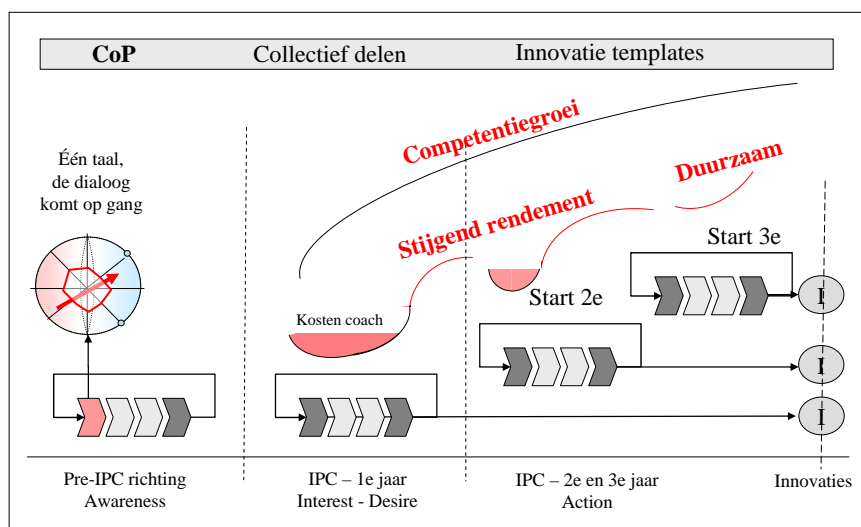 CoP
Collectief delen
Innovatie templates
Één taal,
de dialoog
komt op gang
Competentiegroei
Duurzaam
Stijgend rendement
Start 3e
Start 2e
Kosten coach
I
I
I
Pre-IPC richting
Awareness
IPC – 1e jaar
Interest - Desire
IPC – 2e en 3e jaar
Action
Innovaties